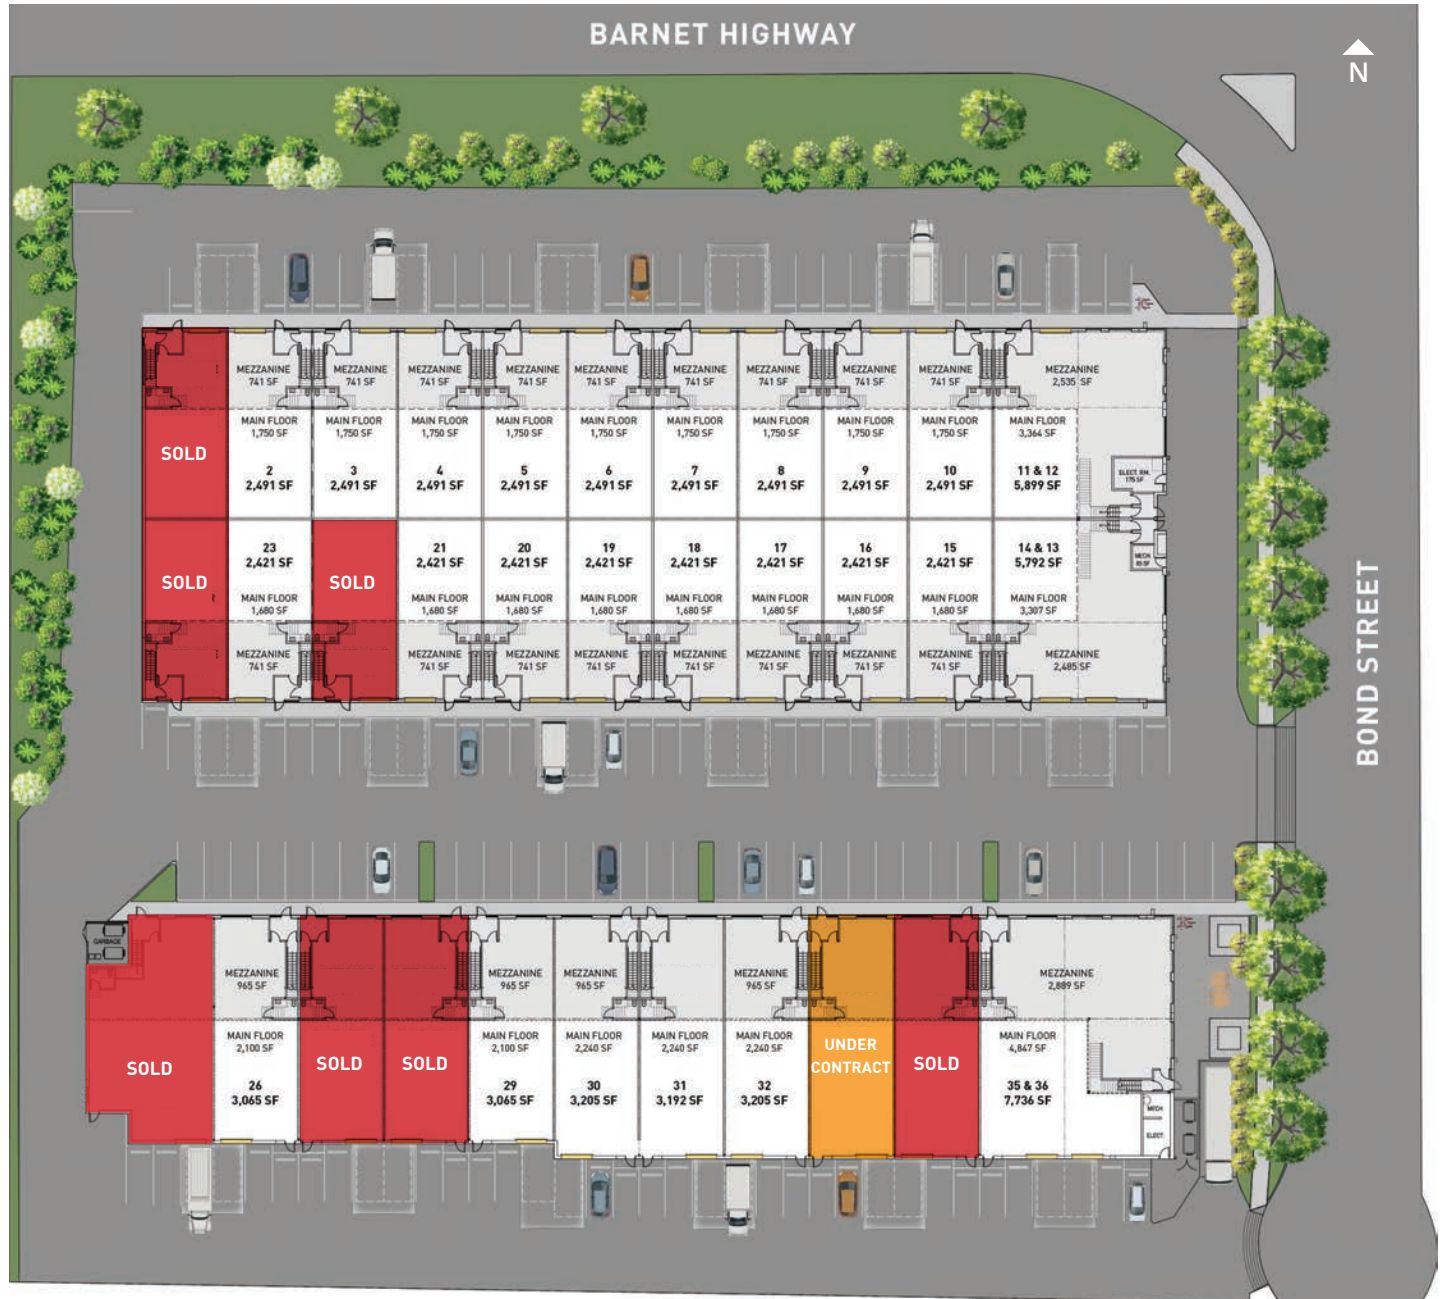 BARNET HIGHWAY
N
MEZZANINE
741 SF
MEZZANINE
741 SF
MEZZANINE
741 SF
MEZZANINE
741 SF
MEZZANINE
741 SF
MEZZANINE
741 SF
MEZZANINE
741 SF
MEZZANINE
741 SF
MEZZANINE
741 SF
MEZZANINE
2,535 SF
SOLD
MAIN FLOOR
1,750 SF
2
2,491 SF
MAIN FLOOR
1,750 SF
3
2,491 SF
MAIN FLOOR
1,750 SF
4
2,491 SF
MAIN FLOOR
1,750 SF
5
2,491 SF
MAIN FLOOR
1,750 SF
6
2,491 SF
MAIN FLOOR
1,750 SF
7
2,491 SF
MAIN FLOOR
1,750 SF
8
2,491 SF
MAIN FLOOR
1,750 SF
9
2,491 SF
MAIN FLOOR
1,750 SF
10
2,491 SF
MAIN FLOOR
3,364 SF
11 & 12
5,899 SF
ELECT. RM.
175 SF
SOLD
23
2,421 SF
MAIN FLOOR
1,680 SF
SOLD
21
2,421 SF
MAIN FLOOR
1,680 SF
20
2,421 SF
MAIN FLOOR
1,680 SF
19
2,421 SF
MAIN FLOOR
1,680 SF
18
2,421 SF
MAIN FLOOR
1,680 SF
17
2,421 SF
MAIN FLOOR
1,680 SF
16
2,421 SF
MAIN FLOOR
1,680 SF
15
2,421 SF
MAIN FLOOR
1,680 SF
14 & 13
5,792 SF
MAIN FLOOR
3,307 SF
MECH
85 SF
MEZZANINE
741 SF
MEZZANINE
741 SF
MEZZANINE
741 SF
MEZZANINE
741 SF
MEZZANINE
741 SF
MEZZANINE
741 SF
MEZZANINE
741 SF
MEZZANINE
741 SF
MEZZANINE
2,485 SF
BOND STREET
GARBAGE
MEZZANINE
965 SF
MEZZANINE
965 SF
MEZZANINE
965 SF
MEZZANINE
965 SF
MEZZANINE
2,889 SF
SOLD
MAIN FLOOR
2,100 SF
26
3,065 SF
SOLD
SOLD
MAIN FLOOR
2,100 SF
29
3,065 SF
MAIN FLOOR
2,240 SF
30
3,205 SF
MAIN FLOOR
2,240 SF
31
3,192 SF
MAIN FLOOR
2,240 SF
32
3,205 SF
UNDER
CONTRACT
SOLD
MAIN FLOOR
4,847 SF
35 & 36
7,736 SF
MECH
ELECT.